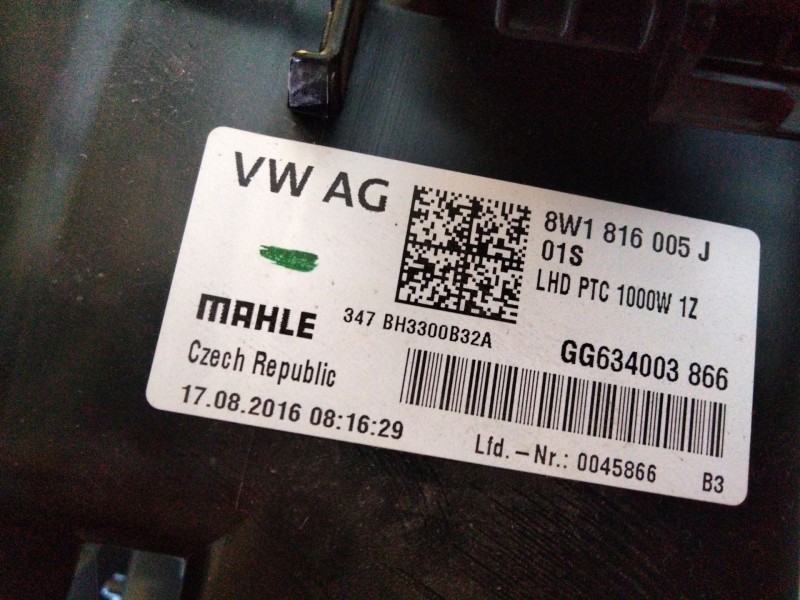 VW AG
8W1 816 005 J
01S
LHD PTC 1000W 1Z
MAHLE
347 BH3300B32A
GG634003 866
Czech Republic
17.08.2016 08:16:29
Lfd.-Nr.: 0045866
B3